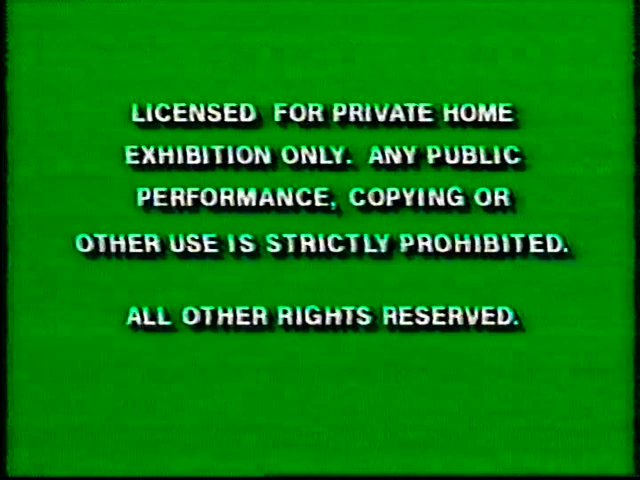 LICENSED FOR PRIVATE HOME
EXHIBITION ONLY. ANY PUBLIC
PERFORMANCE, COPYING OR
OTHER USE IS STRICTLY PROHIBITED.
ALL OTHER RIGHTS RESERVED.